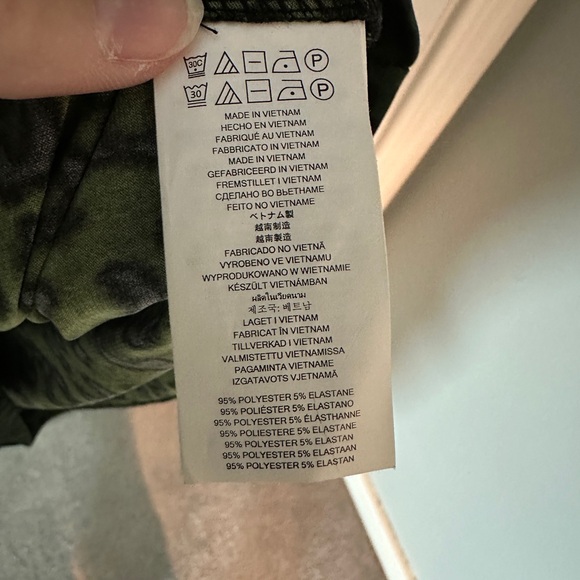 30C P
30 P
MADE IN VIETNAM
HECHO EN VIETNAM
FABRIQUÉ AU VIETNAM
FABBRICATO IN VIETNAM
MADE IN VIETNAM
GEFABRICEERD IN VIETNAM
FREMSTILLET I VIETNAM
СДЕЛАНО ВО ВЬЕТНАМЕ
FEITO NO VIETNAME
ベトナム製
越南制造
越南製造
FABRICADO NO VIETNÃ
VYROBENO VE VIETNAMU
WYPRODUKOWANO W WIETNAMIE
KÉSZÜLT VIETNÁMBAN
ผลิตในเวียดนาม
제조국: 베트남
LAGET I VIETNAM
FABRICAT ÎN VIETNAM
TILLVERKAD I VIETNAM
VALMISTETTU VIETNAMISSA
PAGAMINTA VIETNAME
IZGATAVOTS VJETNAMĀ
95% POLYESTER 5% ELASTANE
95% POLIÉSTER 5% ELASTANO
95% POLYESTER 5% ÉLASTHANNE
95% POLIESTERE 5% ELASTANE
95% POLYESTER 5% ELASTAN
95% POLYESTER 5% ELASTAAN
95% POLYESTER 5% ELASTAN